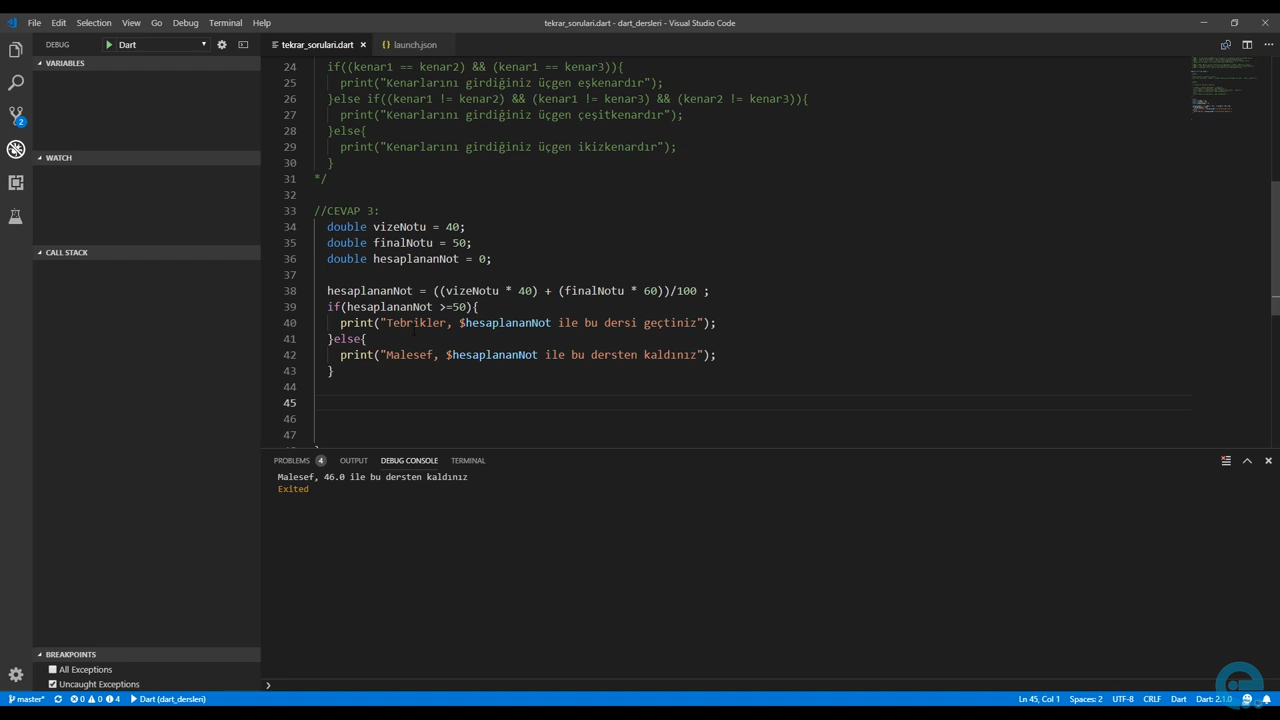 File Edit Selection View Go Debug Terminal Help
tekrar_sorulari.dart - dart_dersleri - Visual Studio Code
DEBUG Dart
tekrar_sorulari.dart launch.json
VARIABLES
WATCH
CALL STACK
BREAKPOINTS
All Exceptions
Uncaught Exceptions
2
24 if((kenar1 == kenar2) && (kenar1 == kenar3)){
25 print("Kenarlarını girdiğiniz üçgen eşkenardır");
26 }else if((kenar1 != kenar2) && (kenar1 != kenar3) && (kenar2 != kenar3)){
27 print("Kenarlarını girdiğiniz üçgen çeşitkenardır");
28 }else{
29 print("Kenarlarını girdiğiniz üçgen ikizkenardır");
30 }
31 */
32
33 //CEVAP 3:
34 double vizeNotu = 40;
35 double finalNotu = 50;
36 double hesaplananNot = 0;
37
38 hesaplananNot = ((vizeNotu * 40) + (finalNotu * 60))/100 ;
39 if(hesaplananNot >=50){
40 print("Tebrikler, $hesaplananNot ile bu dersi geçtiniz");
41 }else{
42 print("Malesef, $hesaplananNot ile bu dersten kaldınız");
43 }
44
45
46
47
PROBLEMS 4 OUTPUT DEBUG CONSOLE TERMINAL
Malesef, 46.0 ile bu dersten kaldınız
Exited
master* 0 0 4 Dart (dart_dersleri)
Ln 45, Col 1 Spaces: 2 UTF-8 CRLF Dart Dart: 2.1.0